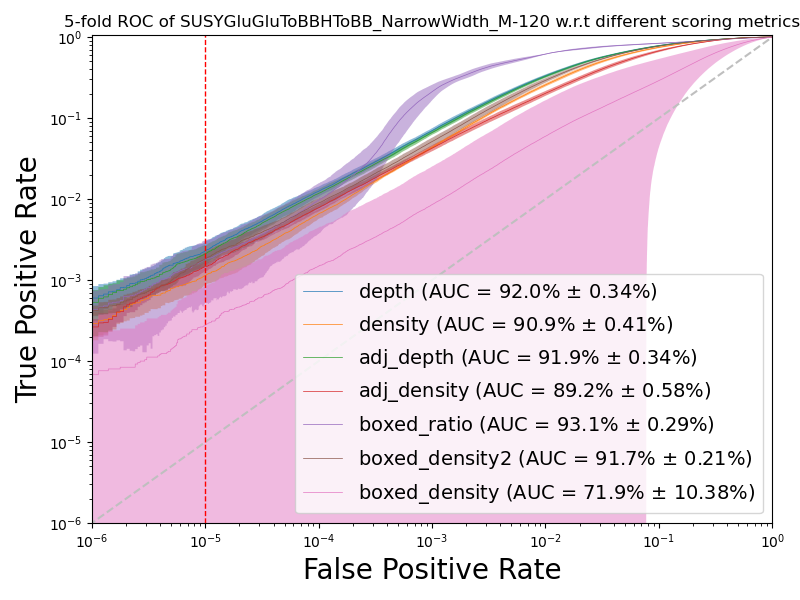 5-fold ROC of SUSYGluGluToBBHToBB_NarrowWidth_M-120 w.r.t different scoring metrics
True Positive Rate
10⁰
10⁻¹
10⁻²
10⁻³
10⁻⁴
10⁻⁵
10⁻⁶
depth (AUC = 92.0% ± 0.34%)
density (AUC = 90.9% ± 0.41%)
adj_depth (AUC = 91.9% ± 0.34%)
adj_density (AUC = 89.2% ± 0.58%)
boxed_ratio (AUC = 93.1% ± 0.29%)
boxed_density2 (AUC = 91.7% ± 0.21%)
boxed_density (AUC = 71.9% ± 10.38%)
10⁻⁶ 10⁻⁵ 10⁻⁴ 10⁻³ 10⁻² 10⁻¹ 10⁰
False Positive Rate